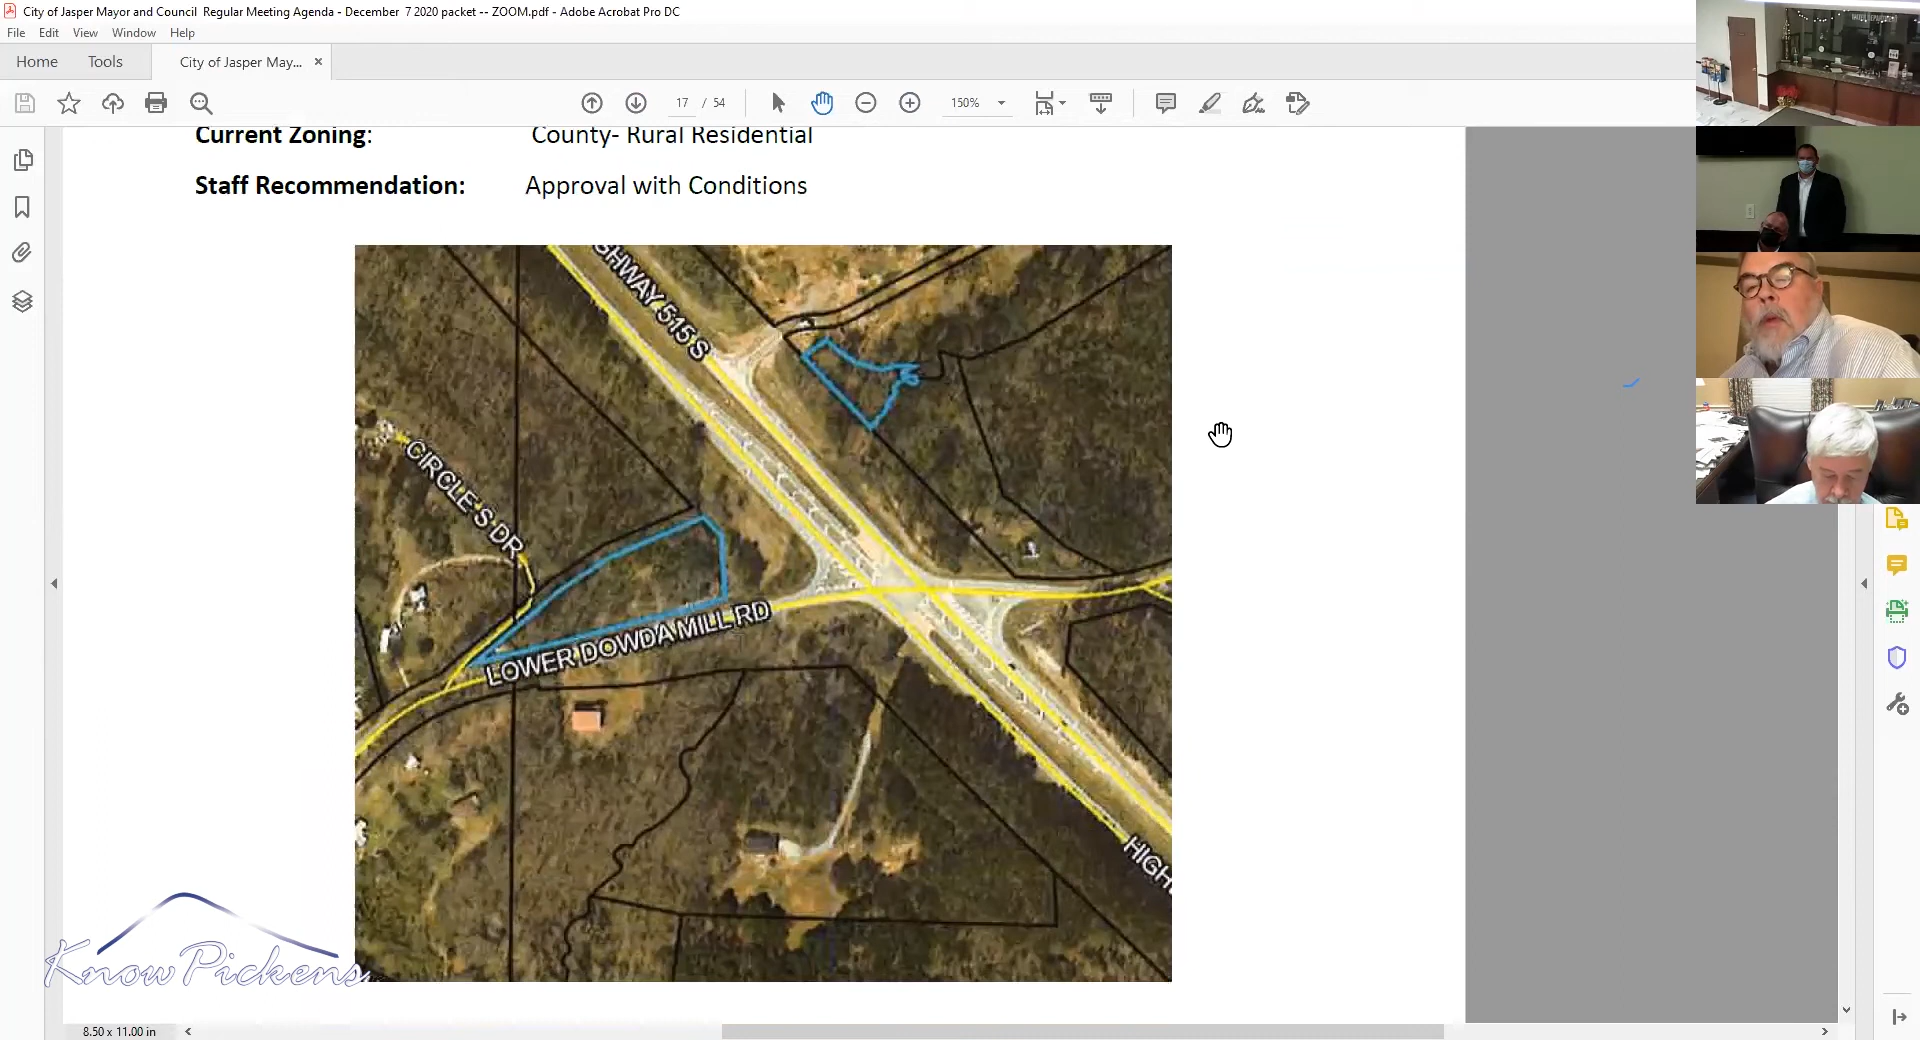 City of Jasper Mayor and Council Regular Meeting Agenda - December 7 2020 packet -- ZOOM.pdf - Adobe Acrobat Pro DC
File Edit View Window Help
Home Tools City of Jasper May... ×
17 / 54 150%
Current Zoning: County- Rural Residential
Staff Recommendation: Approval with Conditions
GHWAY 515 S
CIRCLE S DR
LOWER DOWDA MILL RD
HIGH
Know Pickens
8.50 x 11.00 in